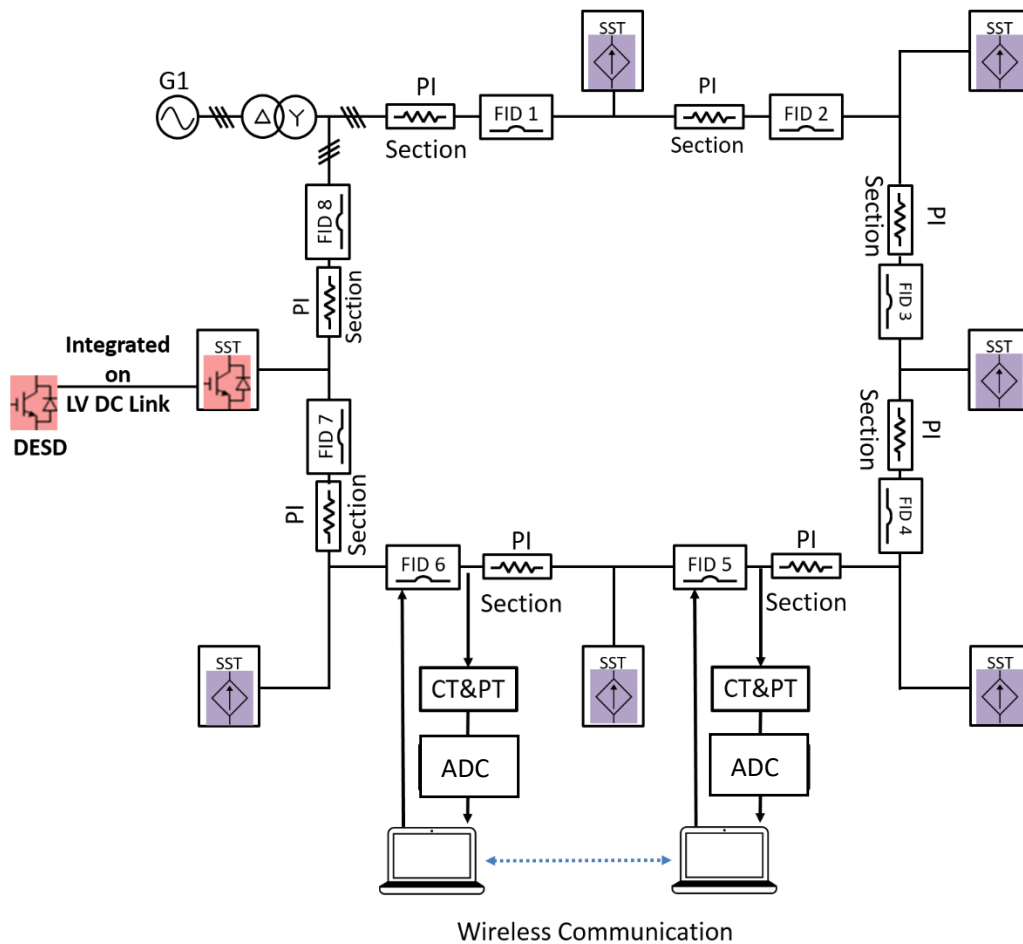 SST
SST
G1
PI
FID 1
PI
FID 2
Δ
Y
Section
Section
Section
PI
FID 8
FID 3
PI
Section
Integrated
on
LV DC Link
SST
SST
DESD
FID 7
Section
PI
PI
Section
FID 4
FID 6
PI
FID 5
PI
Section
Section
SST
SST
SST
CT&PT
CT&PT
ADC
ADC
Wireless Communication